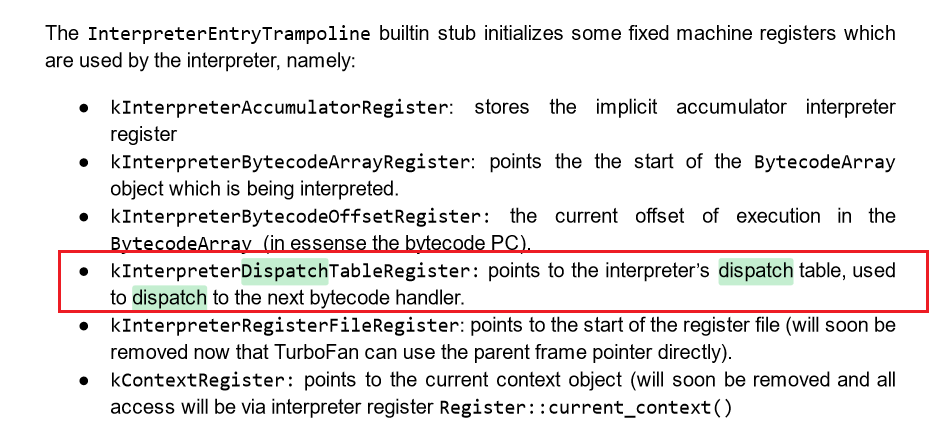 The InterpreterEntryTrampoline builtin stub initializes some fixed machine registers which
are used by the interpreter, namely:
● kInterpreterAccumulatorRegister: stores the implicit accumulator interpreter
register
● kInterpreterBytecodeArrayRegister: points the the start of the BytecodeArray
object which is being interpreted.
● kInterpreterBytecodeOffsetRegister: the current offset of execution in the
BytecodeArray (in essense the bytecode PC).
● kInterpreterDispatchTableRegister: points to the interpreter’s dispatch table, used
to dispatch to the next bytecode handler.
● kInterpreterRegisterFileRegister: points to the start of the register file (will soon be
removed now that TurboFan can use the parent frame pointer directly).
● kContextRegister: points to the current context object (will soon be removed and all
access will be via interpreter register Register::current_context()